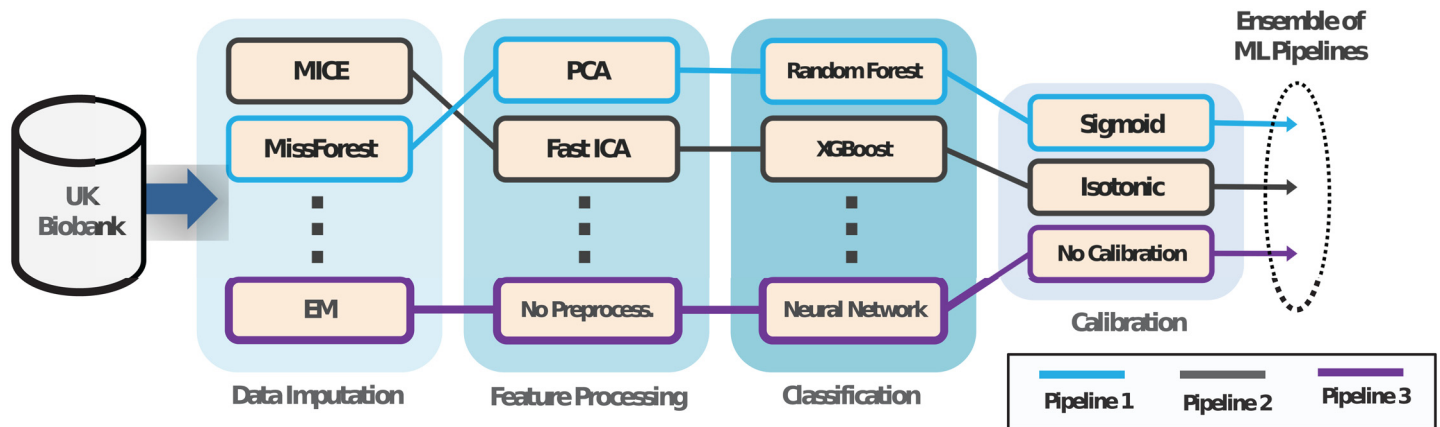 Ensemble of
ML Pipelines
MICE
PCA
Random Forest
Sigmoid
MissForest
Fast ICA
XGBoost
Isotonic
UK
Biobank
No Calibration
EM
No Preprocess.
Neural Network
Calibration
Data Imputation
Feature Processing
Classification
Pipeline 1
Pipeline 2
Pipeline 3